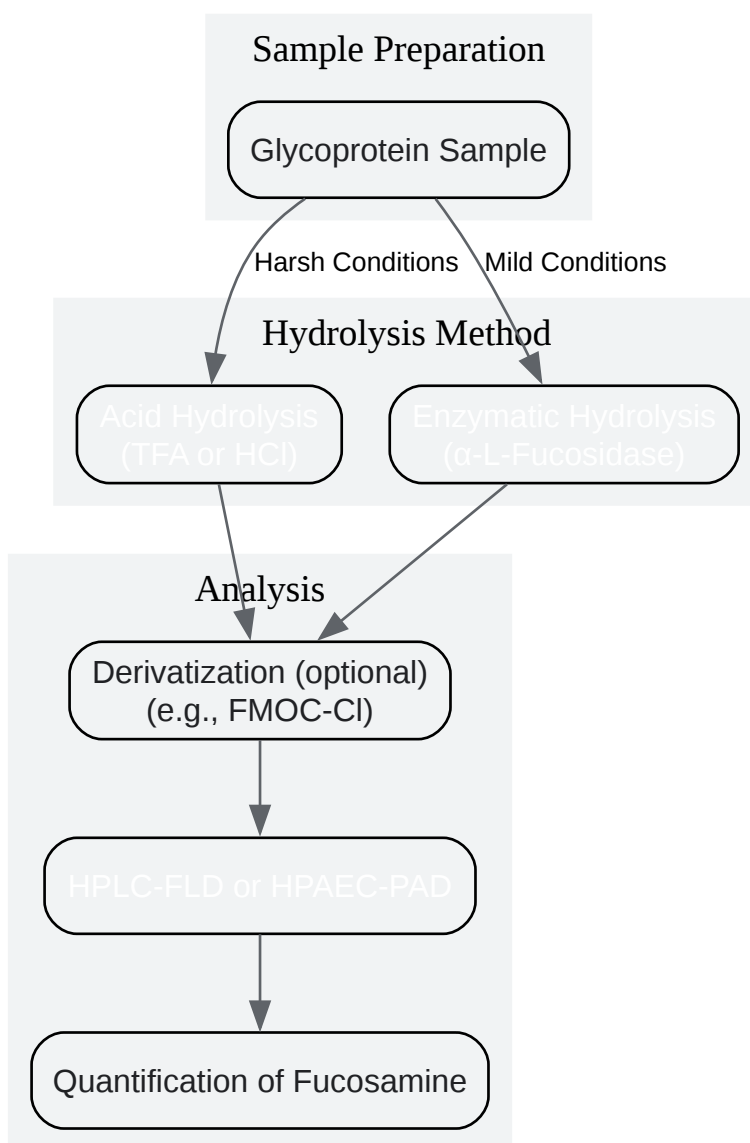 Sample Preparation
Glycoprotein Sample
Harsh Conditions
Mild Conditions
Hydrolysis Method
Acid Hydrolysis
(TFA or HCl)
Enzymatic Hydrolysis
(α-L-Fucosidase)
Analysis
Derivatization (optional)
(e.g., FMOC-Cl)
HPLC-FLD or HPAEC-PAD
Quantification of Fucosamine